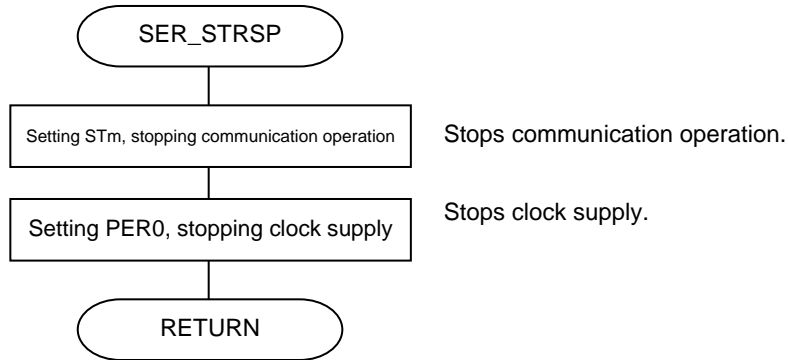 SER_STRSP
Setting STm, stopping communication operation
Stops communication operation.
Setting PER0, stopping clock supply
Stops clock supply.
RETURN